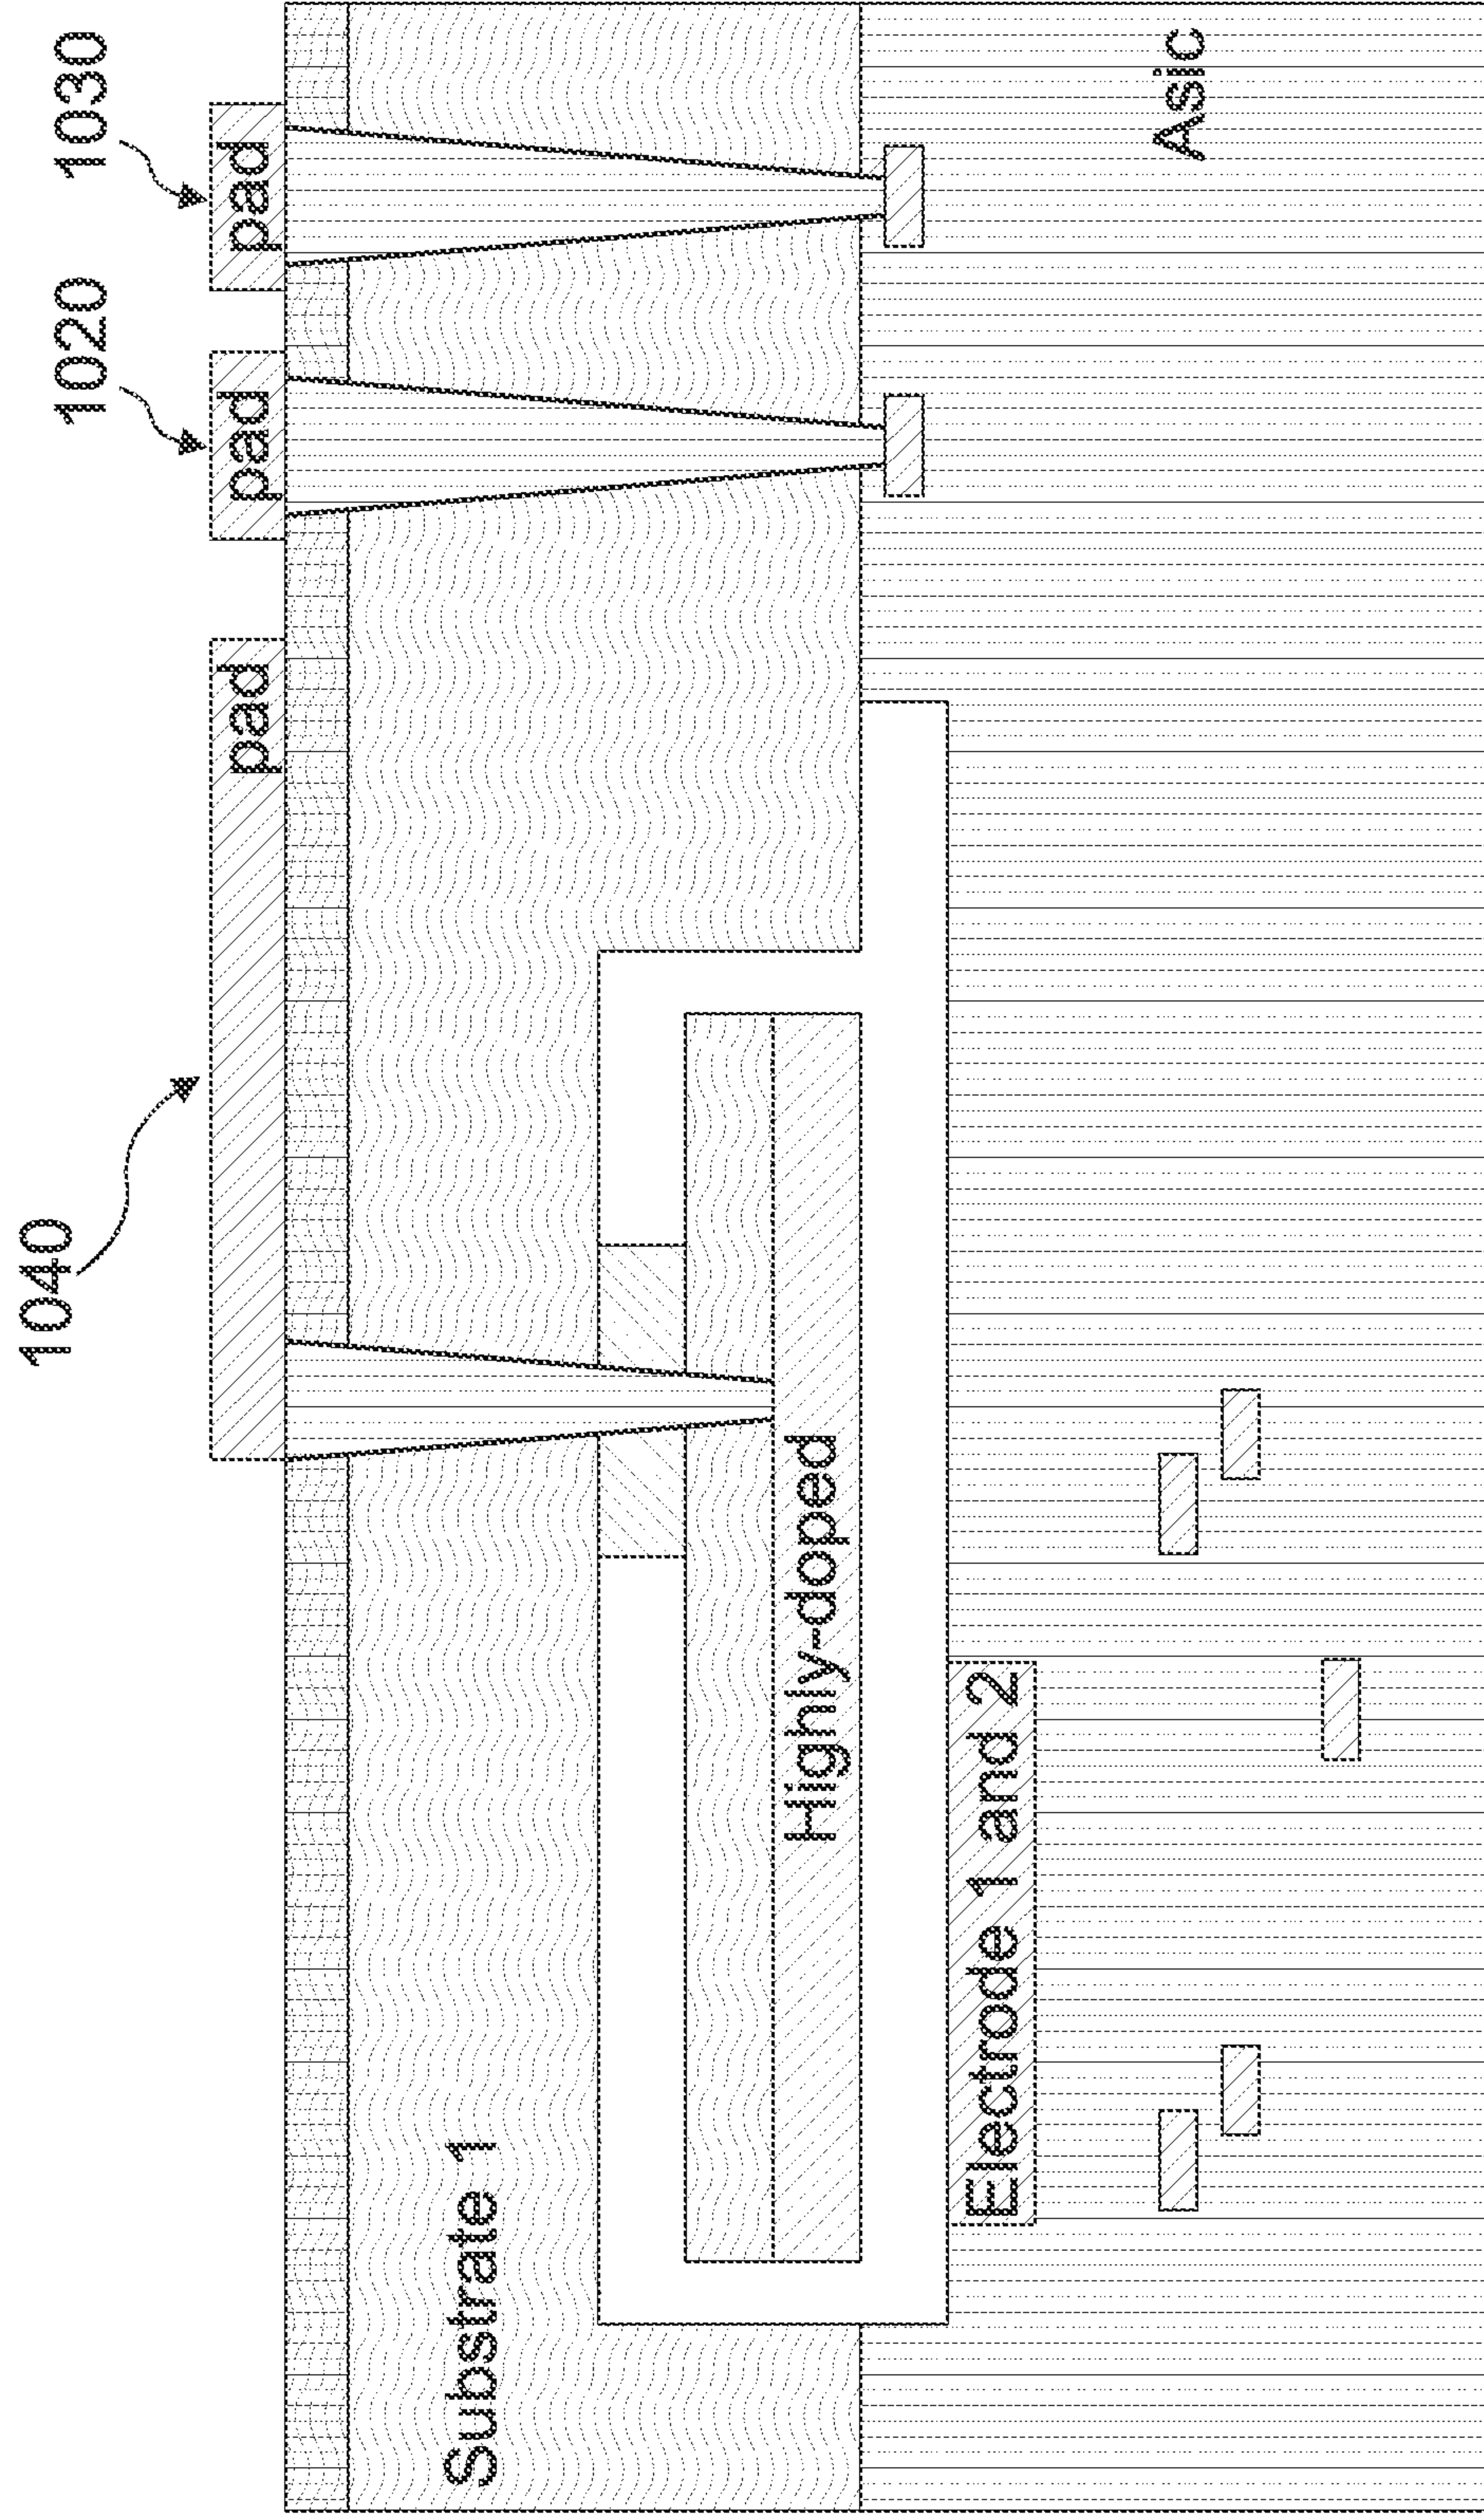 1040
1020
1030
pad
pad
pad
Substrate 1
Highly-doped
Electrode 1 and 2
Asic